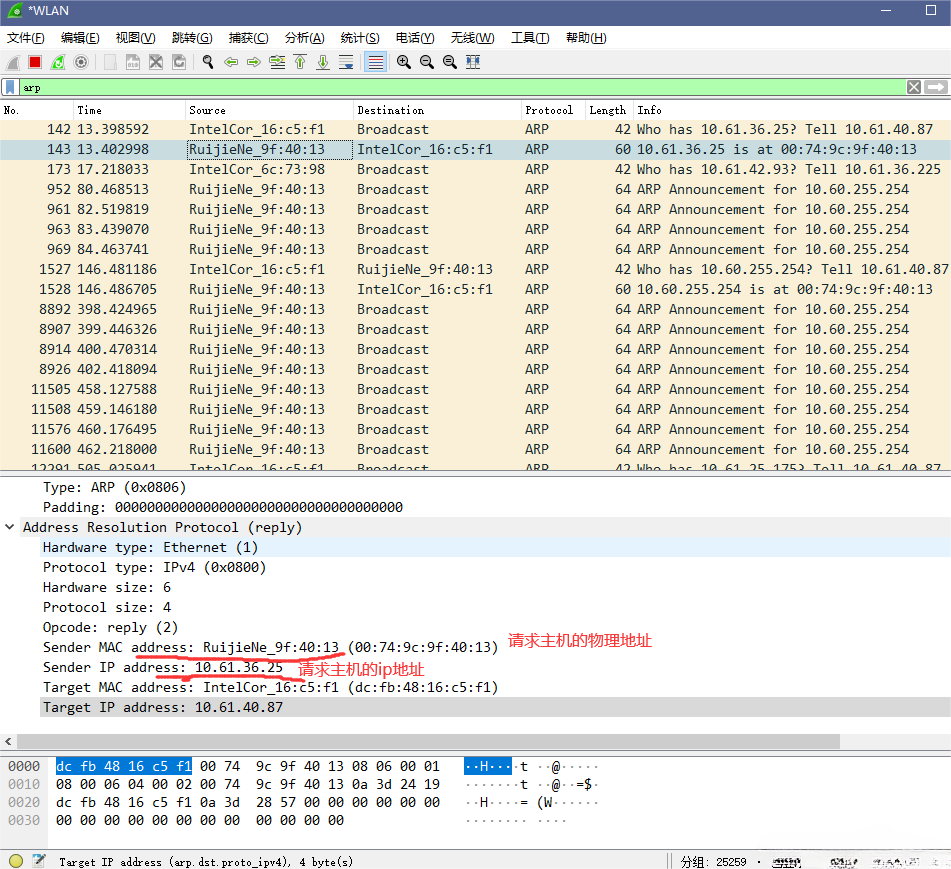 *WLAN
文件(F) 编辑(E) 视图(V) 跳转(G) 捕获(C) 分析(A) 统计(S) 电话(Y) 无线(W) 工具(T) 帮助(H)
arp
No. Time Source Destination Protocol Length Info
142 13.398592 IntelCor_16:c5:f1 Broadcast ARP 42 Who has 10.61.36.25? Tell 10.61.40.87
143 13.402998 RuijieNe_9f:40:13 IntelCor_16:c5:f1 ARP 60 10.61.36.25 is at 00:74:9c:9f:40:13
173 17.218033 IntelCor_6c:73:98 Broadcast ARP 42 Who has 10.61.42.93? Tell 10.61.36.225
952 80.468513 RuijieNe_9f:40:13 Broadcast ARP 64 ARP Announcement for 10.60.255.254
961 82.519819 RuijieNe_9f:40:13 Broadcast ARP 64 ARP Announcement for 10.60.255.254
963 83.439070 RuijieNe_9f:40:13 Broadcast ARP 64 ARP Announcement for 10.60.255.254
969 84.463741 RuijieNe_9f:40:13 Broadcast ARP 64 ARP Announcement for 10.60.255.254
1527 146.481186 IntelCor_16:c5:f1 RuijieNe_9f:40:13 ARP 42 Who has 10.60.255.254? Tell 10.61.40.87
1528 146.486705 RuijieNe_9f:40:13 IntelCor_16:c5:f1 ARP 60 10.60.255.254 is at 00:74:9c:9f:40:13
8892 398.424965 RuijieNe_9f:40:13 Broadcast ARP 64 ARP Announcement for 10.60.255.254
8907 399.446326 RuijieNe_9f:40:13 Broadcast ARP 64 ARP Announcement for 10.60.255.254
8914 400.470314 RuijieNe_9f:40:13 Broadcast ARP 64 ARP Announcement for 10.60.255.254
8926 402.418094 RuijieNe_9f:40:13 Broadcast ARP 64 ARP Announcement for 10.60.255.254
11505 458.127588 RuijieNe_9f:40:13 Broadcast ARP 64 ARP Announcement for 10.60.255.254
11508 459.146180 RuijieNe_9f:40:13 Broadcast ARP 64 ARP Announcement for 10.60.255.254
11576 460.176495 RuijieNe_9f:40:13 Broadcast ARP 64 ARP Announcement for 10.60.255.254
11600 462.218000 RuijieNe_9f:40:13 Broadcast ARP 64 ARP Announcement for 10.60.255.254
12291 505.025941 IntelCor_16:c5:f1 Broadcast ARP 42 Who has 10.61.25.175? Tell 10.61.40.87
Type: ARP (0x0806)
Padding: 000000000000000000000000000000000000
Address Resolution Protocol (reply)
Hardware type: Ethernet (1)
Protocol type: IPv4 (0x0800)
Hardware size: 6
Protocol size: 4
Opcode: reply (2)
Sender MAC address: RuijieNe_9f:40:13 (00:74:9c:9f:40:13) 请求主机的物理地址
Sender IP address: 10.61.36.25 请求主机的ip地址
Target MAC address: IntelCor_16:c5:f1 (dc:fb:48:16:c5:f1)
Target IP address: 10.61.40.87
0000 dc fb 48 16 c5 f1 00 74 9c 9f 40 13 08 06 00 01 ··H····t ··@·····
0010 08 00 06 04 00 02 00 74 9c 9f 40 13 0a 3d 24 19 ·······t ··@··=$·
0020 dc fb 48 16 c5 f1 0a 3d 28 57 00 00 00 00 00 00 ··H····= (W······
0030 00 00 00 00 00 00 00 00 00 00 00 00 ········ ····
Target IP address (arp.dst.proto_ipv4), 4 byte(s) 分组: 25259 ·